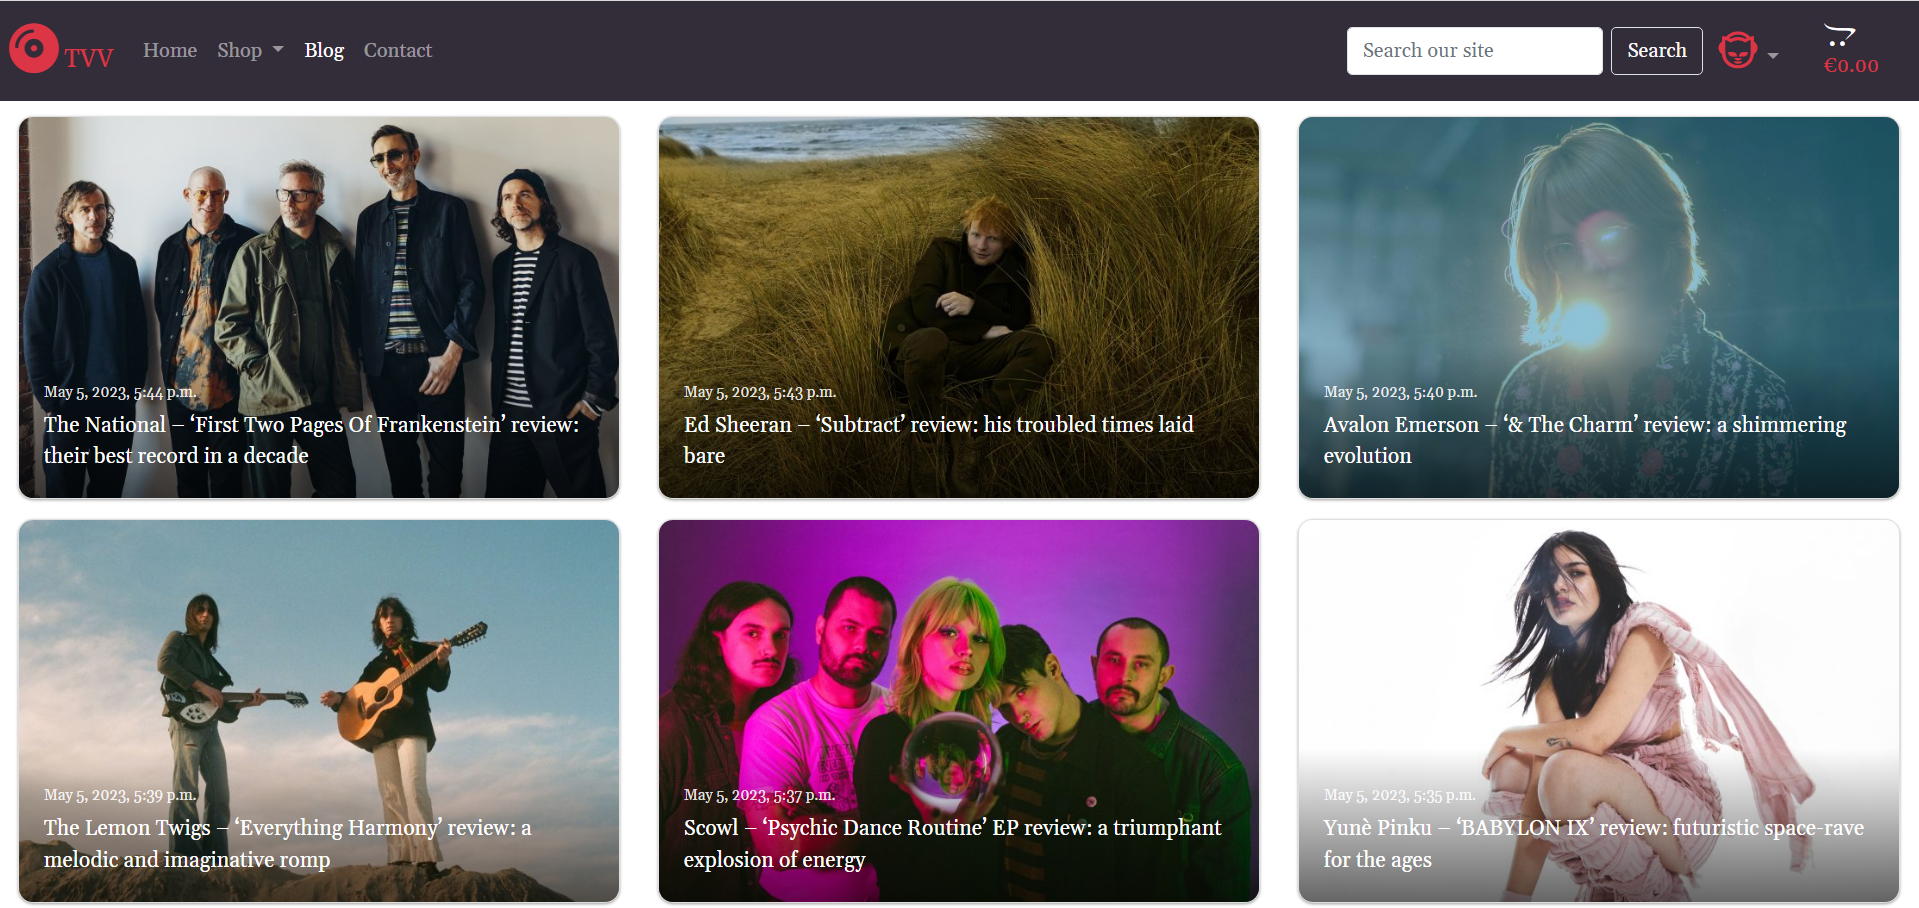 TVV
Home Shop Blog Contact
Search our site
Search
€0.00
May 5, 2023, 5:44 p.m.
The National – ‘First Two Pages Of Frankenstein’ review:
their best record in a decade
May 5, 2023, 5:43 p.m.
Ed Sheeran – ‘Subtract’ review: his troubled times laid
bare
May 5, 2023, 5:40 p.m.
Avalon Emerson – ‘& The Charm’ review: a shimmering
evolution
May 5, 2023, 5:39 p.m.
The Lemon Twigs – ‘Everything Harmony’ review: a
melodic and imaginative romp
May 5, 2023, 5:37 p.m.
Scowl – ‘Psychic Dance Routine’ EP review: a triumphant
explosion of energy
May 5, 2023, 5:35 p.m.
Yunè Pinku – ‘BABYLON IX’ review: futuristic space-rave
for the ages